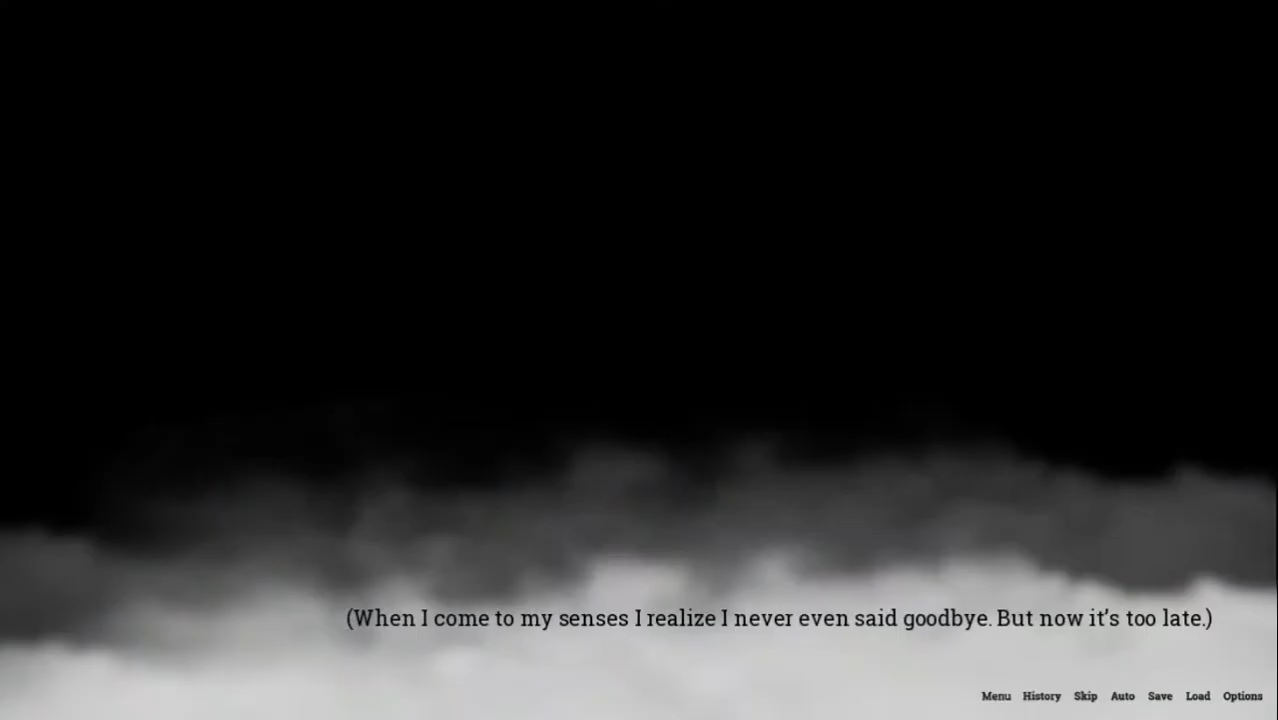 (When I come to my senses I realize I never even said goodbye. But now it's too late.)
Menu History Skip Auto Save Load Options